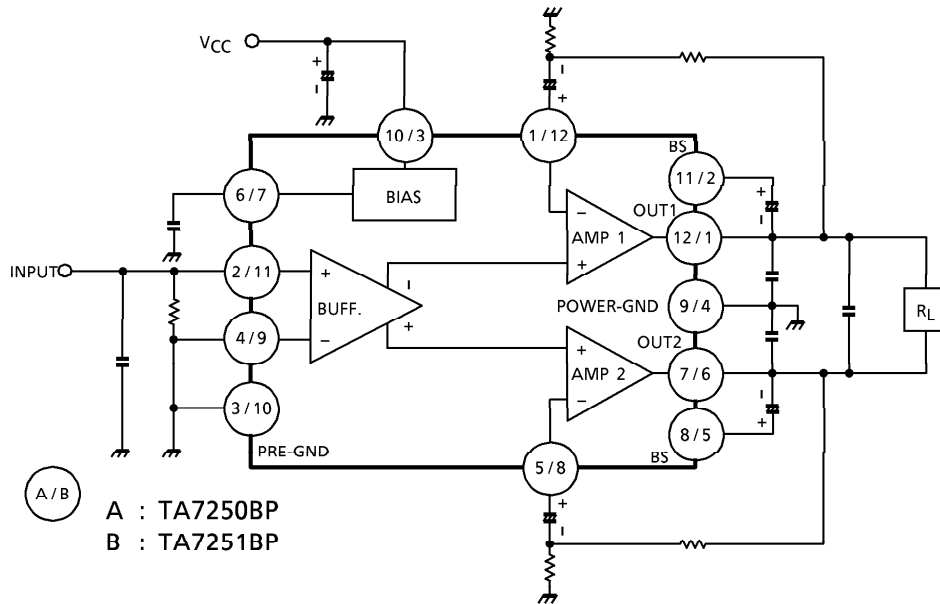 VCC
10 / 3
1 / 12
BS
11 / 2
6 / 7
BIAS
OUT1
12 / 1
AMP 1
−
+
INPUT
2 / 11
+
−
BUFF.
−
+
POWER-GND
9 / 4
RL
4 / 9
OUT2
7 / 6
AMP 2
+
−
3 / 10
8 / 5
BS
PRE-GND
5 / 8
+
−
+
−
+
−
+
−
+
−
A / B
A : TA7250BP
B : TA7251BP